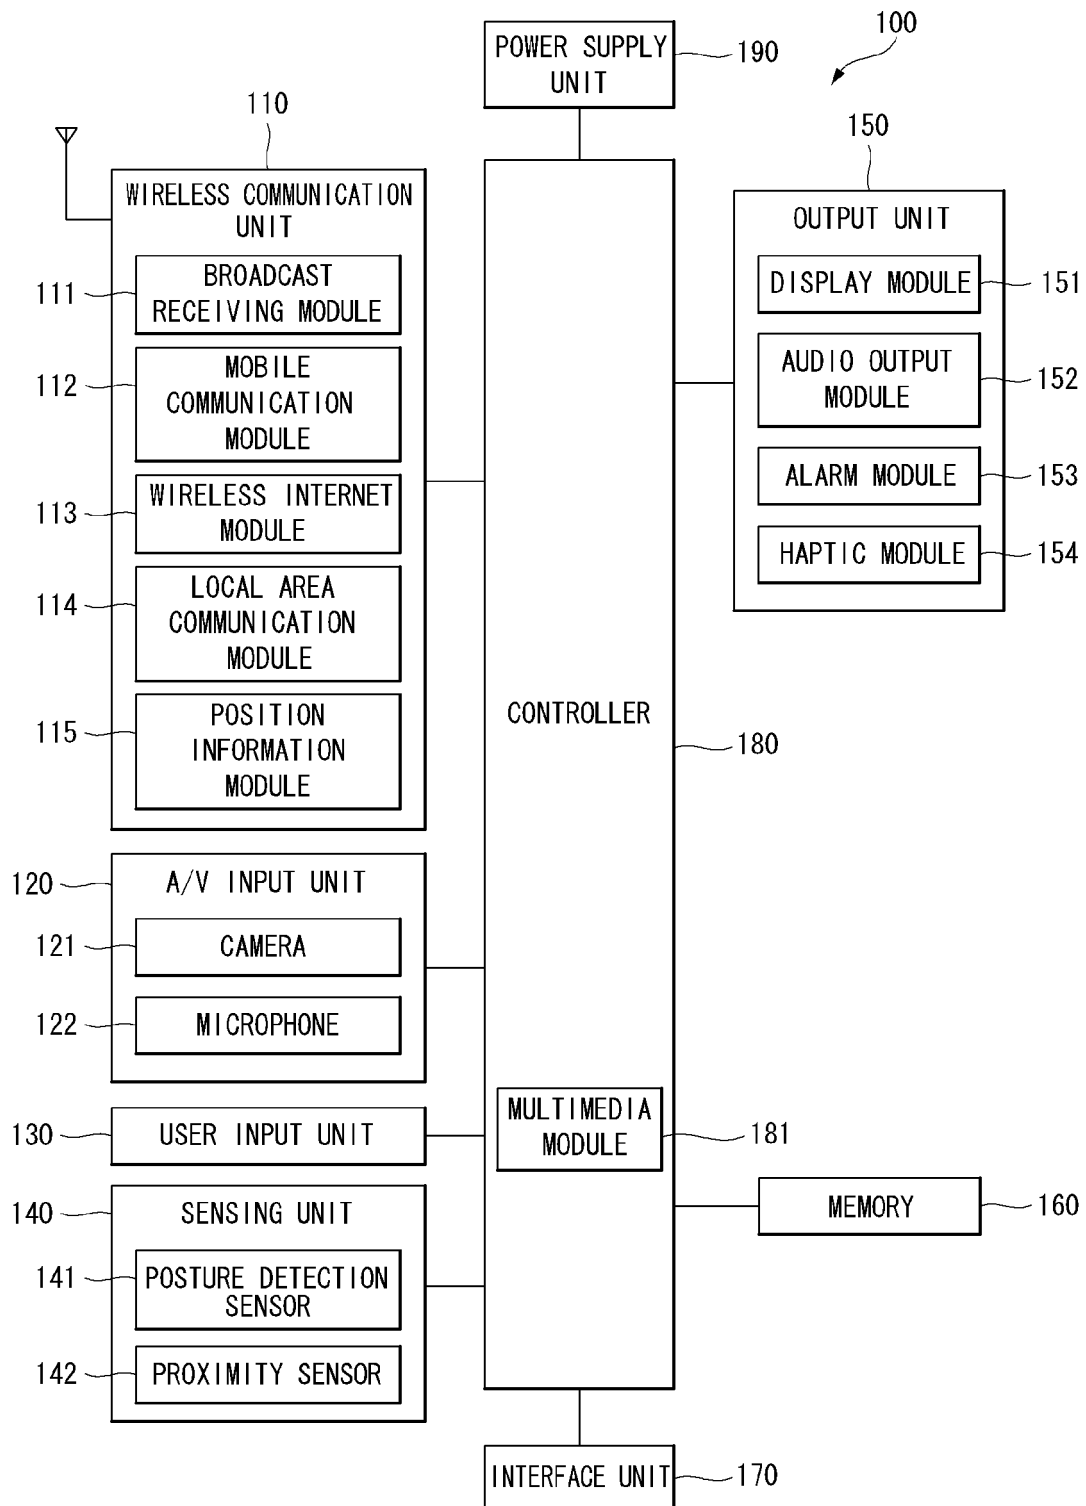 100
POWER SUPPLY
UNIT
190
110
WIRELESS COMMUNICATION
UNIT
111
BROADCAST
RECEIVING MODULE
112
MOBILE
COMMUNICATION
MODULE
113
WIRELESS INTERNET
MODULE
114
LOCAL AREA
COMMUNICATION
MODULE
115
POSITION
INFORMATION
MODULE
120
A/V INPUT UNIT
121
CAMERA
122
MICROPHONE
130
USER INPUT UNIT
140
SENSING UNIT
141
POSTURE DETECTION
SENSOR
142
PROXIMITY SENSOR
CONTROLLER
180
MULTIMEDIA
MODULE
181
150
OUTPUT UNIT
DISPLAY MODULE
151
AUDIO OUTPUT
MODULE
152
ALARM MODULE
153
HAPTIC MODULE
154
MEMORY
160
INTERFACE UNIT
170